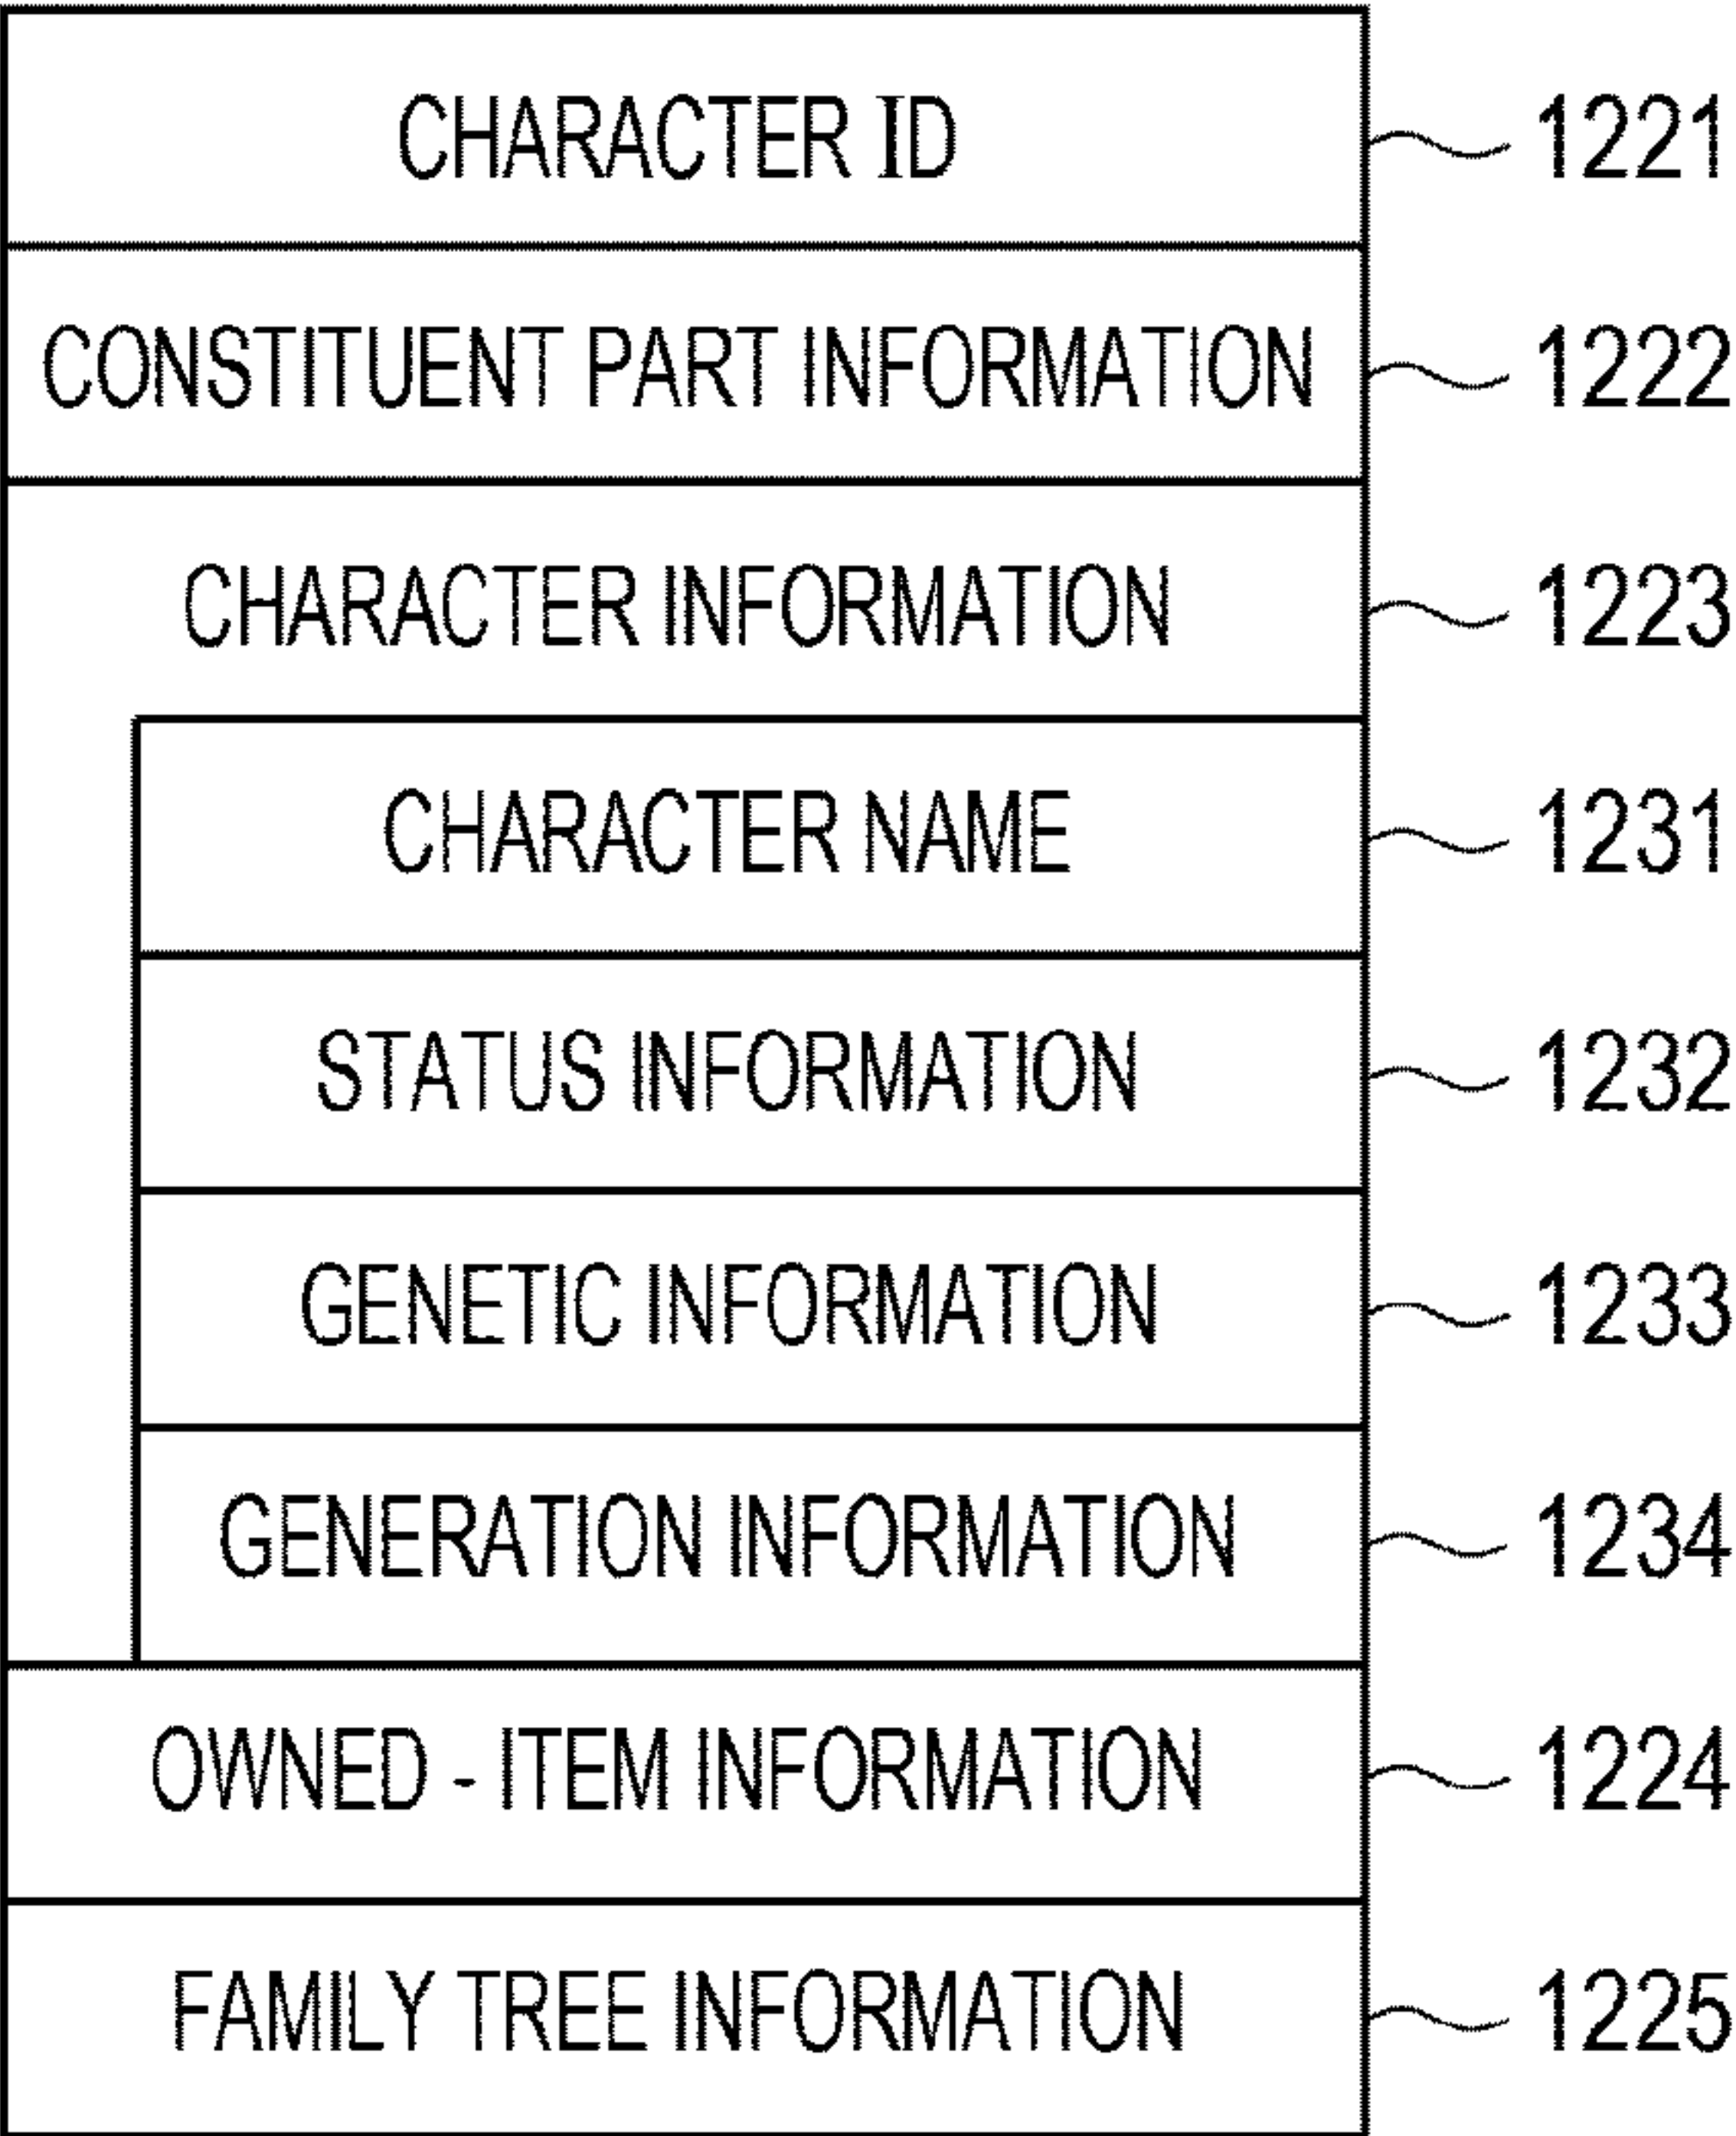 CHARACTER ID 1221
CONSTITUENT PART INFORMATION 1222
CHARACTER INFORMATION 1223
CHARACTER NAME 1231
STATUS INFORMATION 1232
GENETIC INFORMATION 1233
GENERATION INFORMATION 1234
OWNED - ITEM INFORMATION 1224
FAMILY TREE INFORMATION 1225